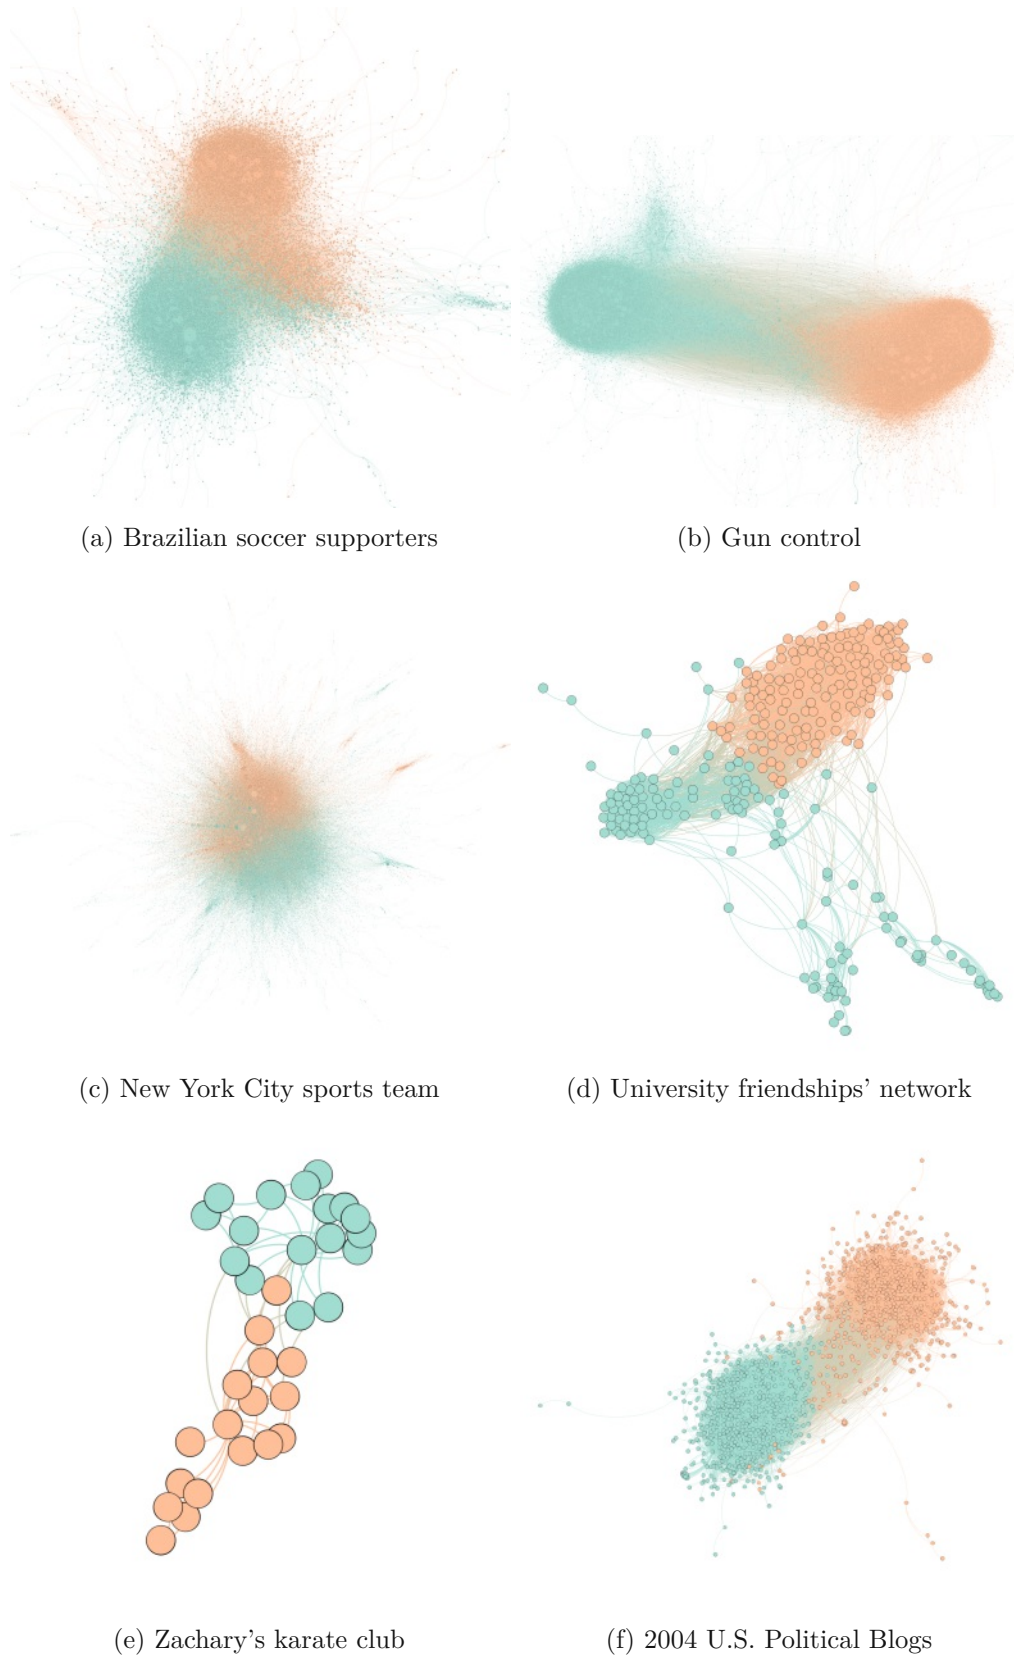 (a) Brazilian soccer supporters
(b) Gun control
(c) New York City sports team
(d) University friendships' network
(e) Zachary's karate club
(f) 2004 U.S. Political Blogs